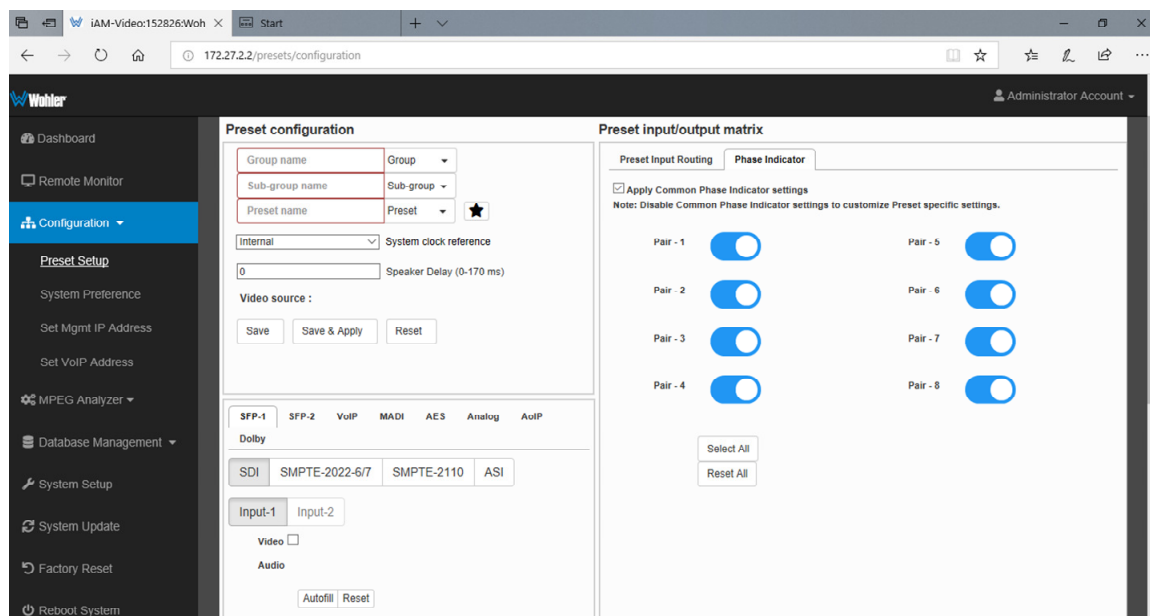 iAM-Video:152826:Woh
Start
172.27.2.2/presets/configuration
Wohler
Administrator Account
Dashboard
Remote Monitor
Configuration
Preset Setup
System Preference
Set Mgmt IP Address
Set VoIP Address
MPEG Analyzer
Database Management
System Setup
System Update
Factory Reset
Reboot System
Preset configuration
Group name Group
Sub-group name Sub-group
Preset name Preset
Internal System clock reference
0 Speaker Delay (0-170 ms)
Video source :
Save Save & Apply Reset
SFP-1 SFP-2 VoIP MADI AES Analog AoIP
Dolby
SDI SMPTE-2022-6/7 SMPTE-2110 ASI
Input-1 Input-2
Video
Audio
Autofill Reset
Preset input/output matrix
Preset Input Routing Phase Indicator
Apply Common Phase Indicator settings
Note: Disable Common Phase Indicator settings to customize Preset specific settings.
Pair - 1 Pair - 5
Pair - 2 Pair - 6
Pair - 3 Pair - 7
Pair - 4 Pair - 8
Select All
Reset All